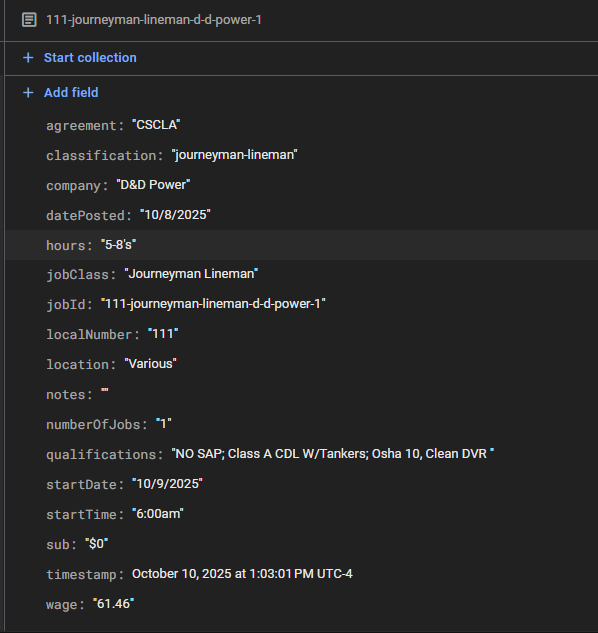 111-journeyman-lineman-d-d-power-1
+ Start collection
+ Add field
agreement: "CSCLA"
classification: "journeyman-lineman"
company: "D&D Power"
datePosted: "10/8/2025"
hours: "5-8's"
jobClass: "Journeyman Lineman"
jobId: "111-journeyman-lineman-d-d-power-1"
localNumber: "111"
location: "Various"
notes: ""
numberOfJobs: "1"
qualifications: "NO SAP; Class A CDL W/Tankers; Osha 10, Clean DVR "
startDate: "10/9/2025"
startTime: "6:00am"
sub: "$0"
timestamp: October 10, 2025 at 1:03:01 PM UTC-4
wage: "61.46"